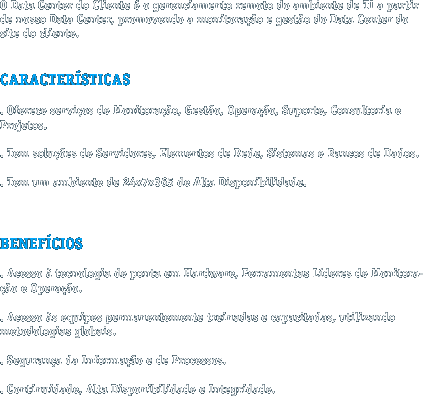 O Data Center do Cliente é o gerenciamento remoto do ambiente de TI a partir
de nosso Data Center, promovendo a monitoração e gestão do Data Center do
site do cliente.
CARACTERÍSTICAS
. Oferece serviços de Monitoração, Gestão, Operação, Suporte, Consultoria e
Projetos.
. Tem soluções de Servidores, Elementos de Rede, Sistemas e Bancos de Dados.
. Tem um ambiente de 24x7x365 de Alta Disponibilidade.
BENEFÍCIOS
. Acesso à tecnologia de ponta em Hardware, Ferramentas Líderes de Monitora-
ção e Operação.
. Acesso às equipes permanentemente treinadas e capacitadas, utilizando
metodologias globais.
. Segurança da Informação e de Processos.
. Continuidade, Alta Disponibilidade e Integridade.